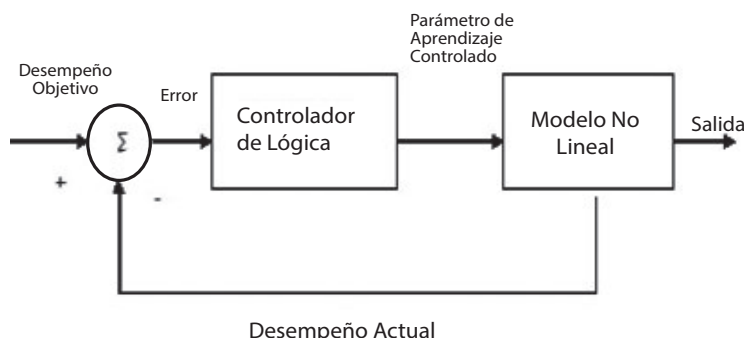 Parámetro de
Aprendizaje
Controlado
Desempeño
Objetivo
Error
Controlador
de Lógica
Modelo No
Lineal
Salida
Σ
+
-
Desempeño Actual